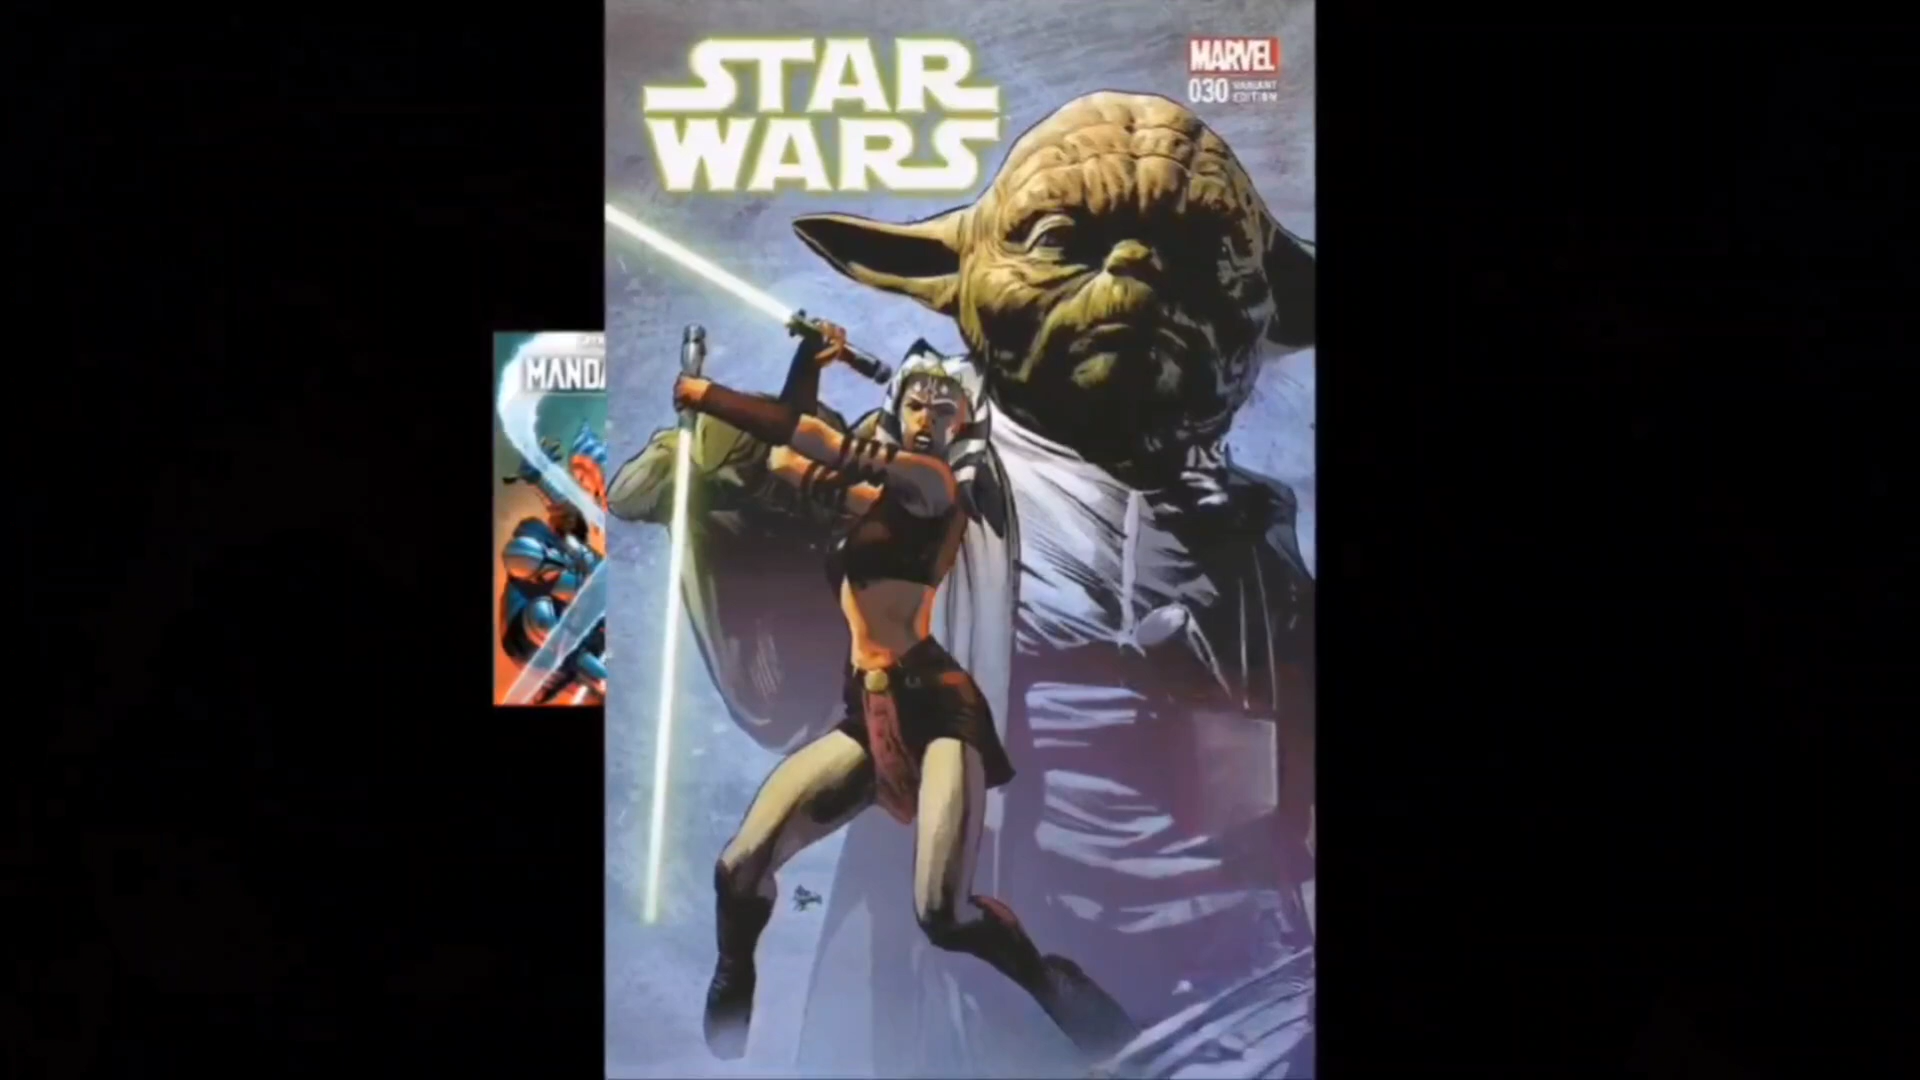 STAR
WARS
MARVEL
030 VARIANT
EDITION
MANDA